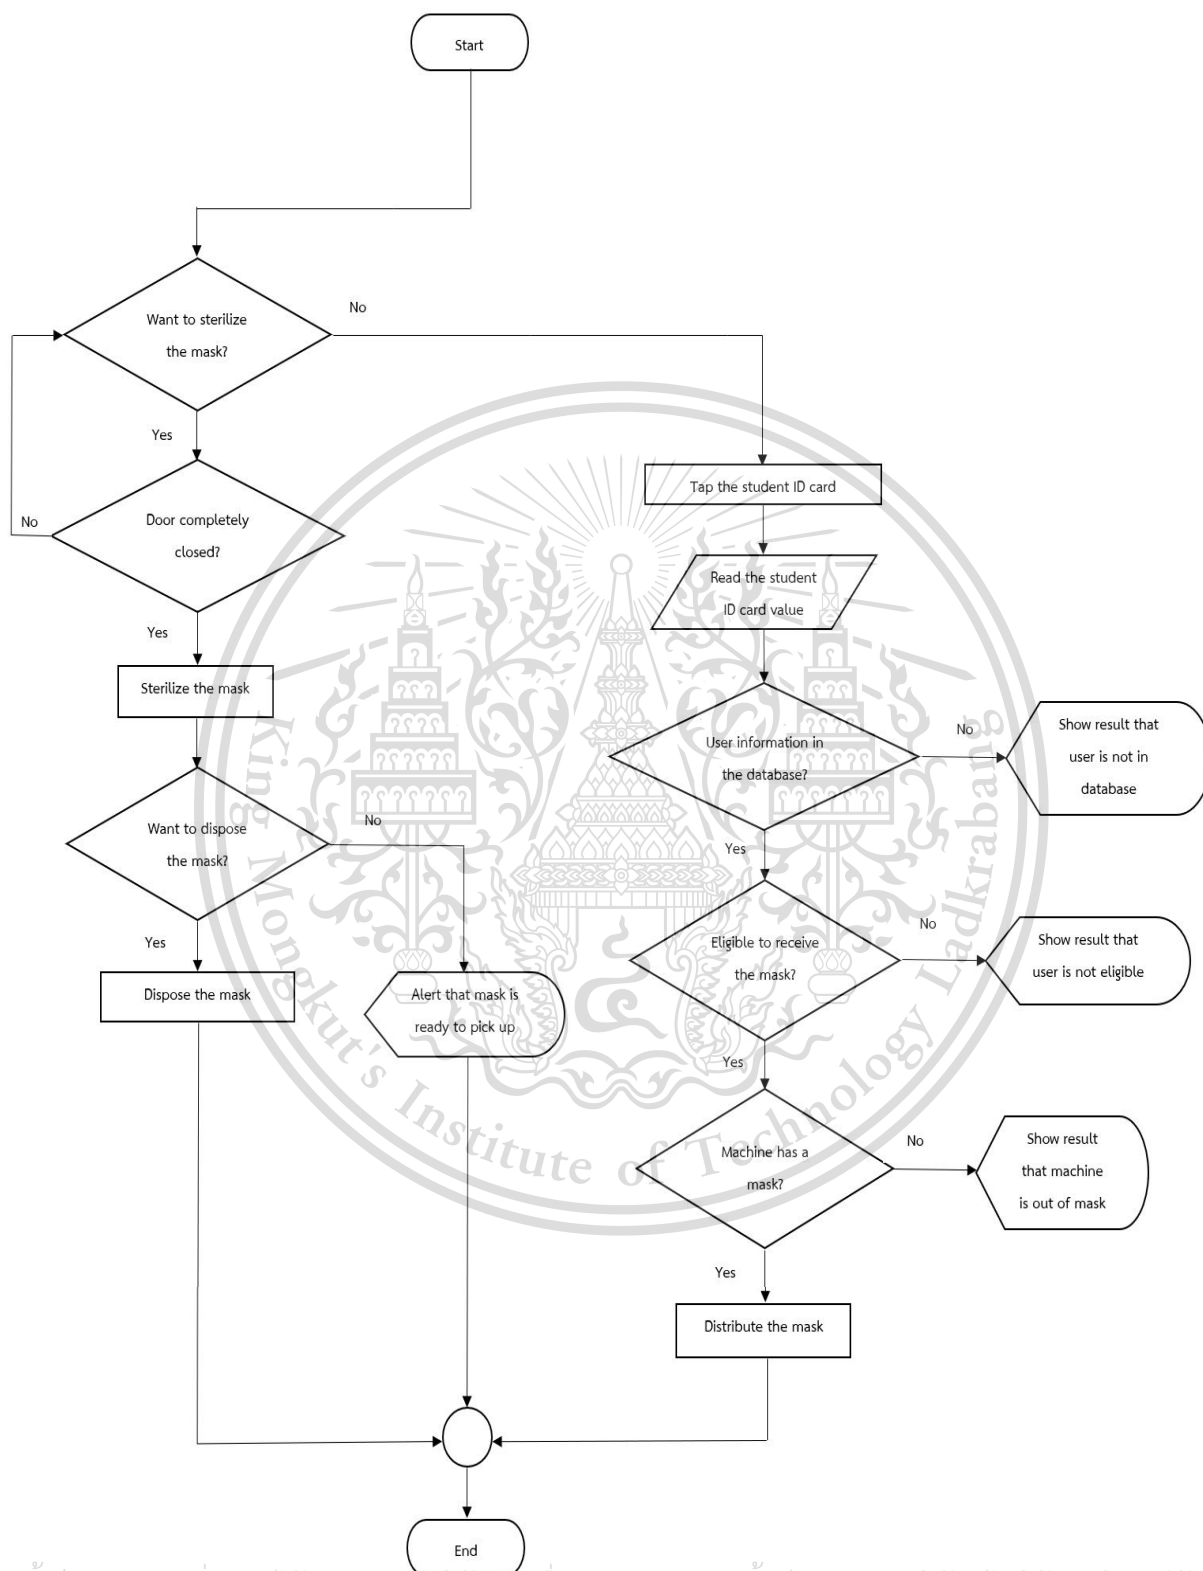 Start
Want to sterilize
the mask?
No
Yes
Door completely
closed?
No
Yes
Sterilize the mask
Want to dispose
the mask?
No
Yes
Dispose the mask
Alert that mask is
ready to pick up
Tap the student ID card
Read the student
ID card value
User information in
the database?
No
Show result that
user is not in
database
Yes
Eligible to receive
the mask?
No
Show result that
user is not eligible
Yes
Machine has a
mask?
No
Show result
that machine
is out of mask
Yes
Distribute the mask
End
King Mongkut's Institute of Technology Ladkrabang